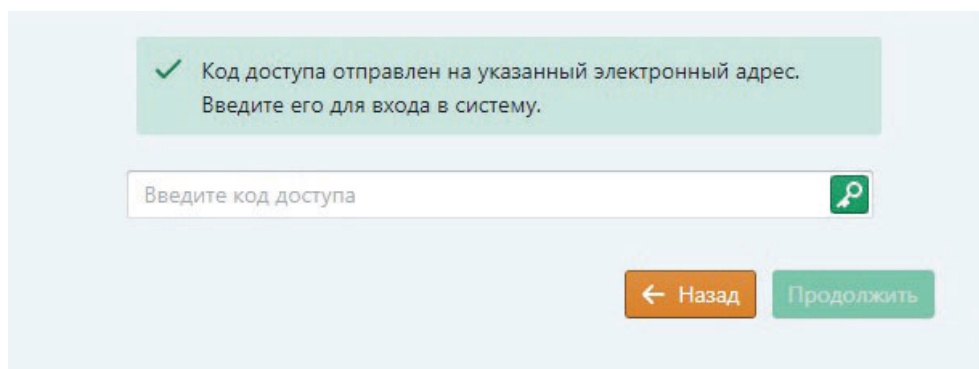 Код доступа отправлен на указанный электронный адрес.
Введите его для входа в систему.
Введите код доступа
Назад
Продолжить